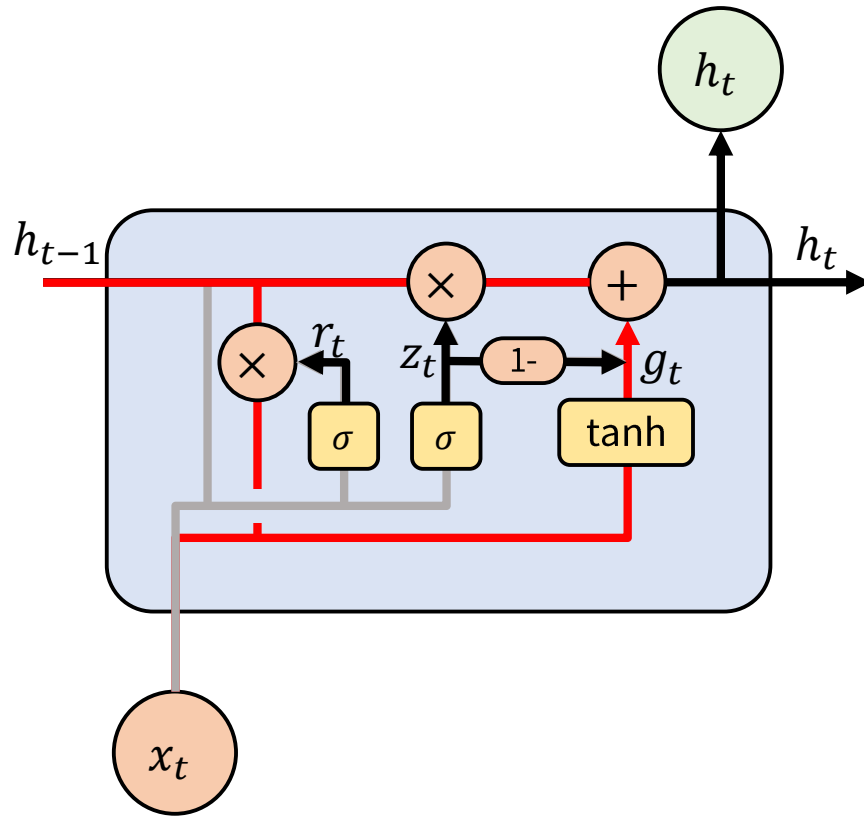 h_t
h_{t−1}
h_t
×
+
×
r_t
z_t
1-
g_t
σ
σ
tanh
x_t